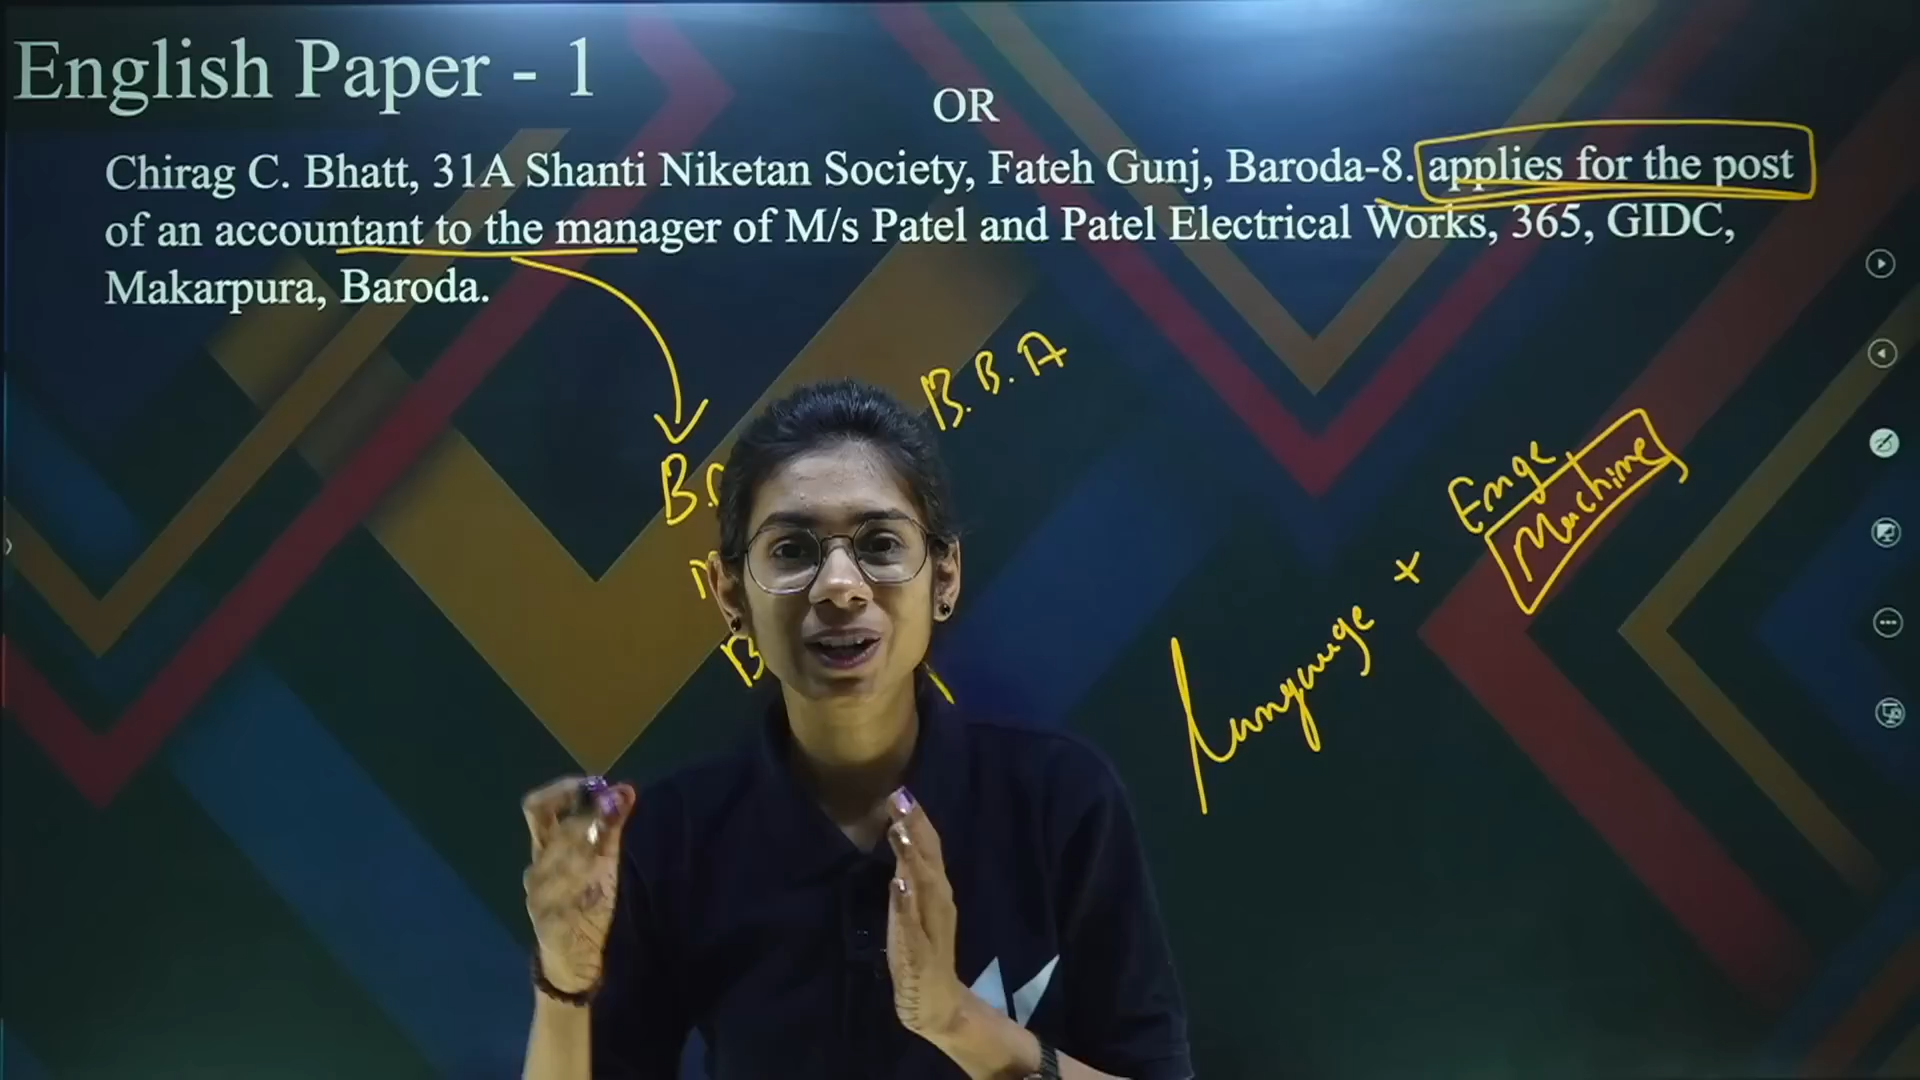 English Paper - 1
OR
Chirag C. Bhatt, 31A Shanti Niketan Society, Fateh Gunj, Baroda-8. applies for the post
of an accountant to the manager of M/s Patel and Patel Electrical Works, 365, GIDC,
Makarpura, Baroda.
B.B.A
Machine
Language +